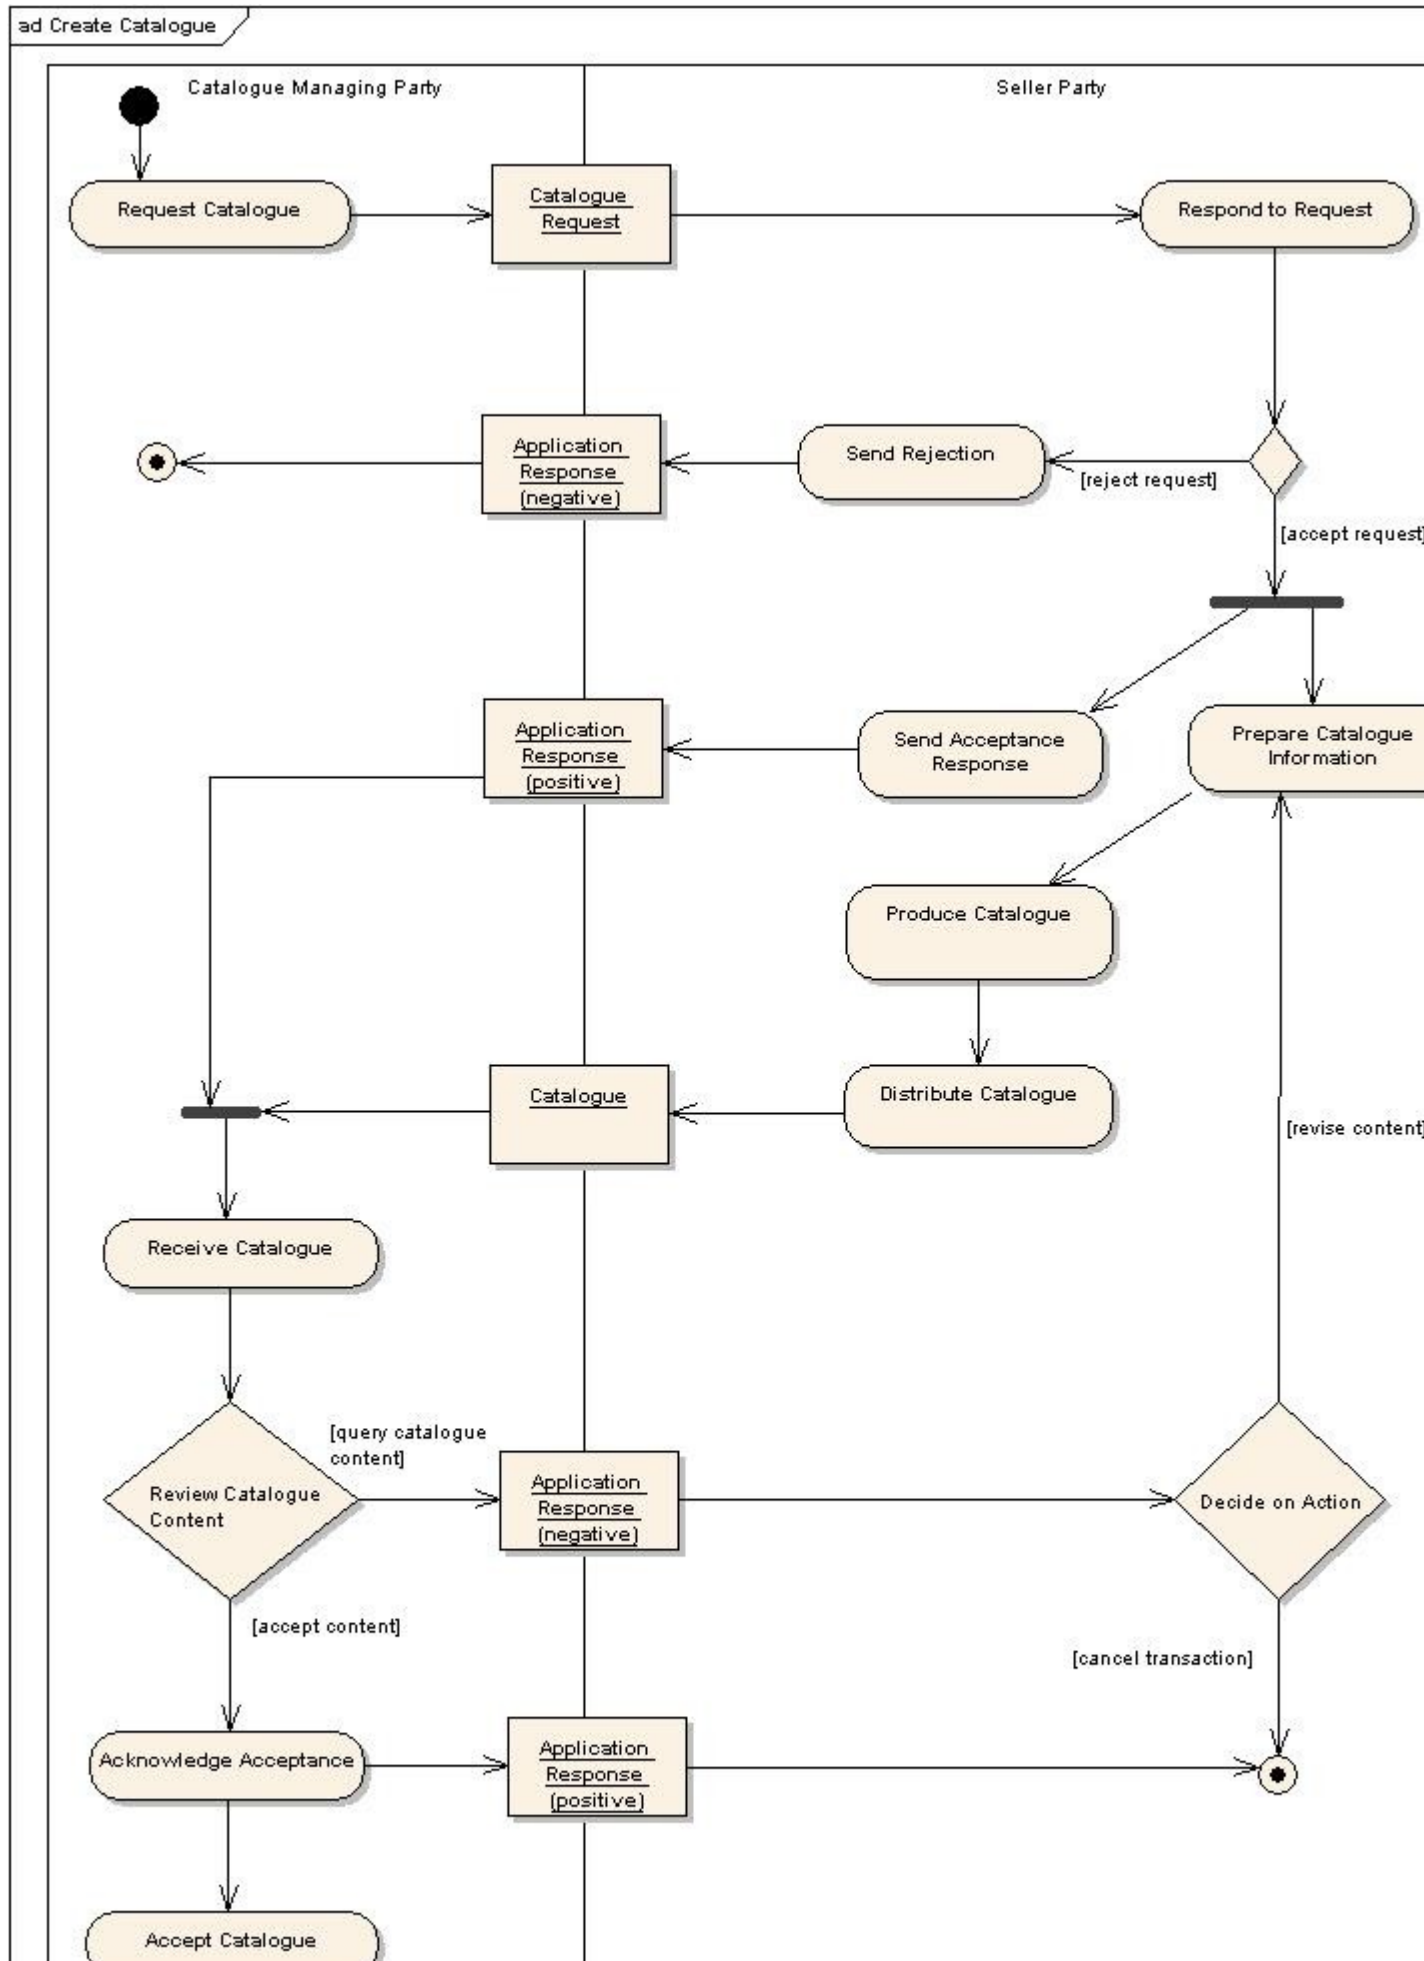 ad Create Catalogue
Catalogue Managing Party
Seller Party
Request Catalogue
Catalogue
Request
Respond to Request
Application
Response
(negative)
Send Rejection
[reject request]
[accept request]
Application
Response
(positive)
Send Acceptance
Response
Prepare Catalogue
Information
Produce Catalogue
Catalogue
Distribute Catalogue
[revise content]
Receive Catalogue
[query catalogue
content]
Review Catalogue
Content
Application
Response
(negative)
Decide on Action
[accept content]
[cancel transaction]
Acknowledge Acceptance
Application
Response
(positive)
Accept Catalogue